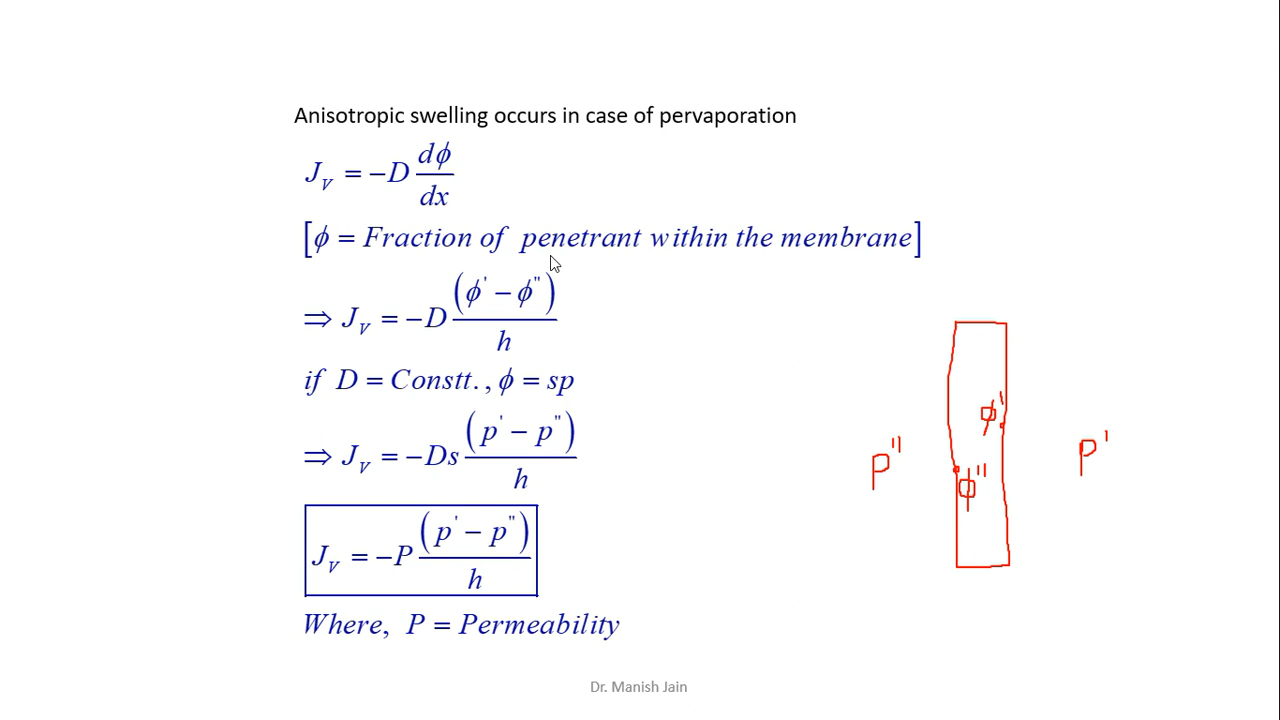 Anisotropic swelling occurs in case of pervaporation
J_V = −D dϕ/dx
[ϕ = Fraction of penetrant within the membrane]
⇒ J_V = −D (ϕ' − ϕ")/h
if D = Constt., ϕ = sp
⇒ J_V = −Ds (p' − p")/h
J_V = −P (p' − p")/h
Where, P = Permeability
ϕ'
p"
p'
ϕ"
Dr. Manish Jain